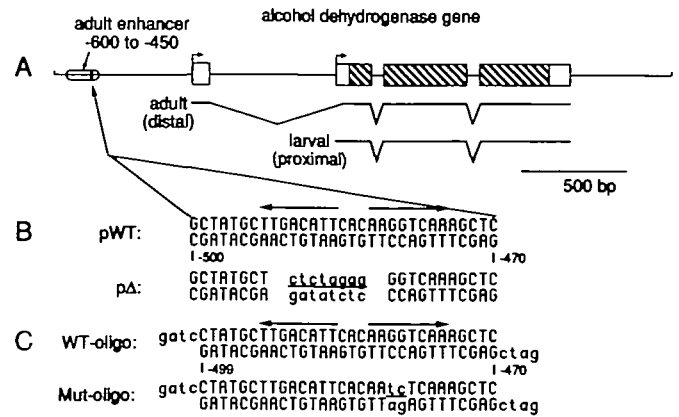 alcohol dehydrogenase gene
adult enhancer
-600 to -450
A
adult
(distal)
larval
(proximal)
500 bp
B
pWT:
GCTATGCTTGACATTCACAAGGTCAAAGCTC
CGATACGAACTGTAAGTGTTCCAGTTTCGAG
-500
-470
pΔ:
GCTATGCT ctctagag GGTCAAAGCTC
CGATACGA gatatctc CCAGTTTCGAG
C
WT-oligo:
gatcCTATGCTTGACATTCACAAGGTCAAAGCTC
GATACGAACTGTAAGTGTTCCAGTTTCGAGctag
-499
-470
Mut-oligo:
gatcCTATGCTTGACATTCACAAtcTCAAAGCTC
GATACGAACTGTAAGTGTTagAGTTTCGAGctag